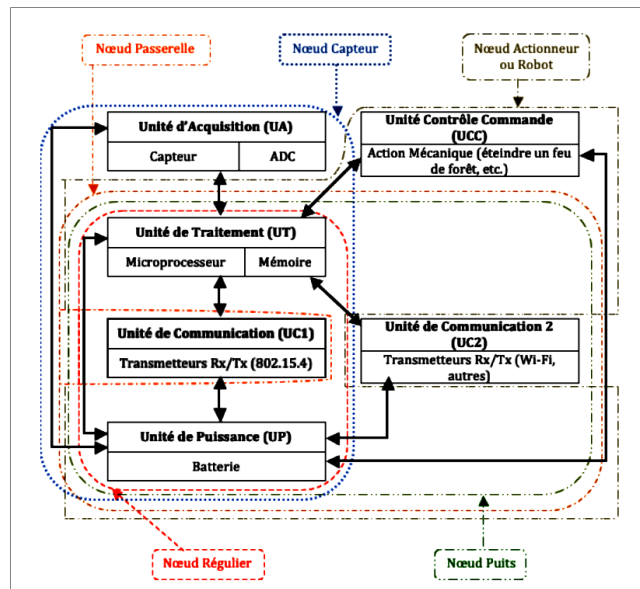 Nœud Passerelle
Nœud Capteur
Nœud Actionneur
ou Robot
Unité d'Acquisition (UA)
Capteur
ADC
Unité Contrôle Commande
(UCC)
Action Mécanique (éteindre un feu
de forêt, etc.)
Unité de Traitement (UT)
Microprocesseur
Mémoire
Unité de Communication (UC1)
Transmetteurs Rx/Tx (802.15.4)
Unité de Communication 2
(UC2)
Transmetteurs Rx/Tx (Wi-Fi,
autres)
Unité de Puissance (UP)
Batterie
Nœud Régulier
Nœud Puits